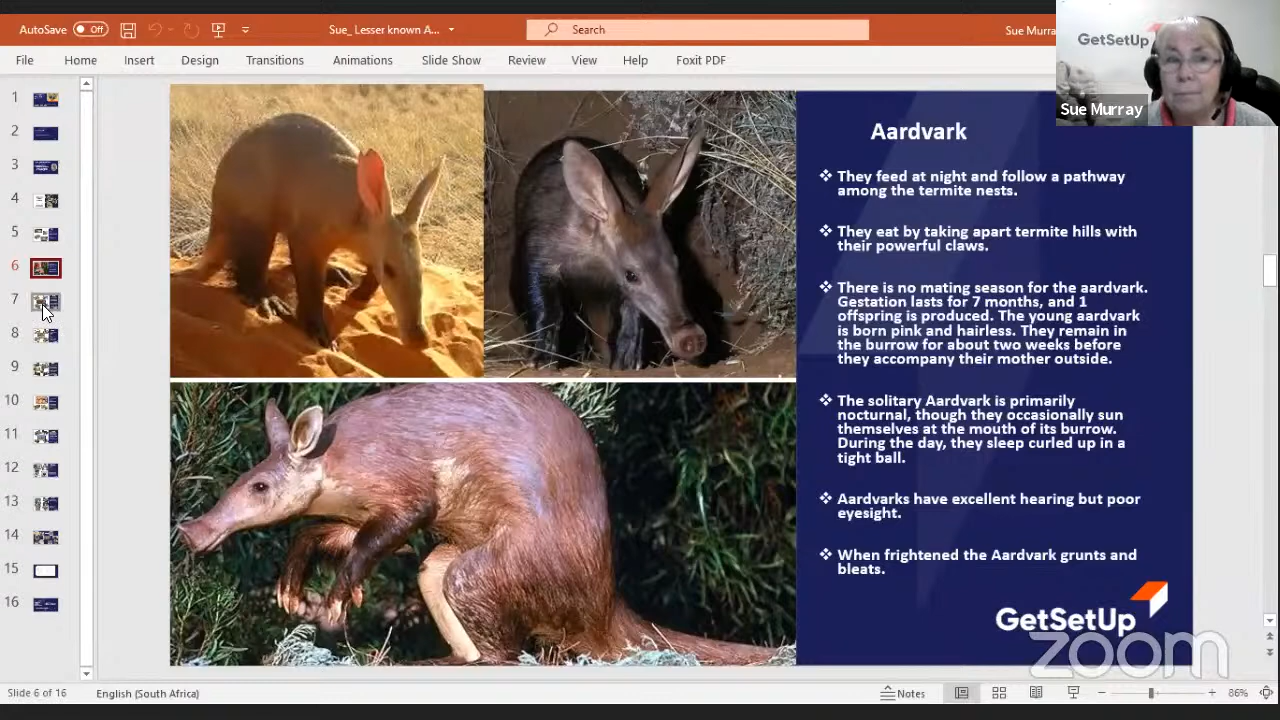 AutoSave
Off
Sue_ Lesser known A...
Search
Sue Murra
GetSetUp
Sue Murray
File Home Insert Design Transitions Animations Slide Show Review View Help Foxit PDF
1
2
3
4
5
6
7
8
9
10
11
12
13
14
15
16
Aardvark
They feed at night and follow a pathway
among the termite nests.
They eat by taking apart termite hills with
their powerful claws.
There is no mating season for the aardvark.
Gestation lasts for 7 months, and 1
offspring is produced. The young aardvark
is born pink and hairless. They remain in
the burrow for about two weeks before
they accompany their mother outside.
The solitary Aardvark is primarily
nocturnal, though they occasionally sun
themselves at the mouth of its burrow.
During the day, they sleep curled up in a
tight ball.
Aardvarks have excellent hearing but poor
eyesight.
When frightened the Aardvark grunts and
bleats.
GetSetUp
zoom
Slide 6 of 16 English (South Africa) Notes 86%